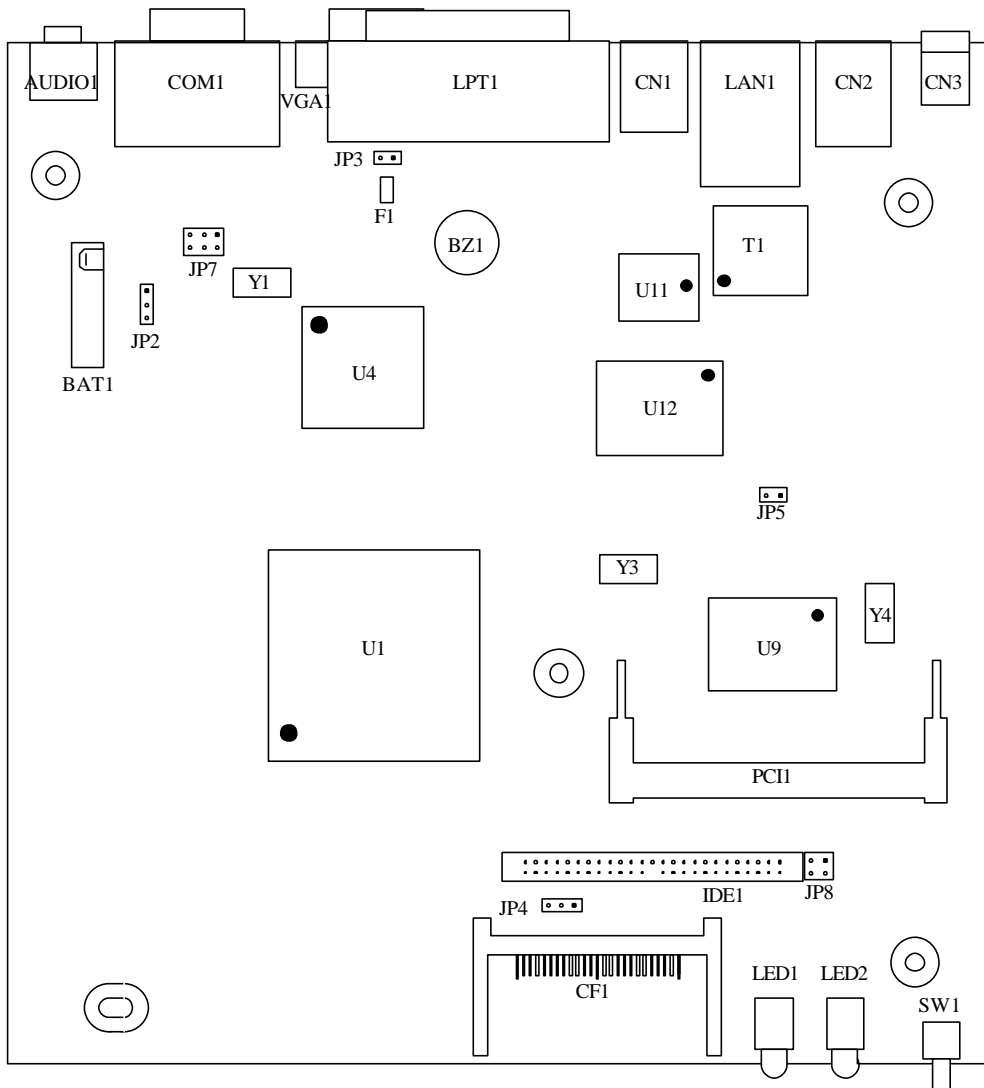 AUDIO1
COM1
VGA1
LPT1
CN1
LAN1
CN2
CN3
JP3
F1
BZ1
T1
JP7
Y1
U11
JP2
BAT1
U4
U12
JP5
Y3
Y4
U1
U9
PCI1
IDE1
JP8
JP4
CF1
LED1
LED2
SW1